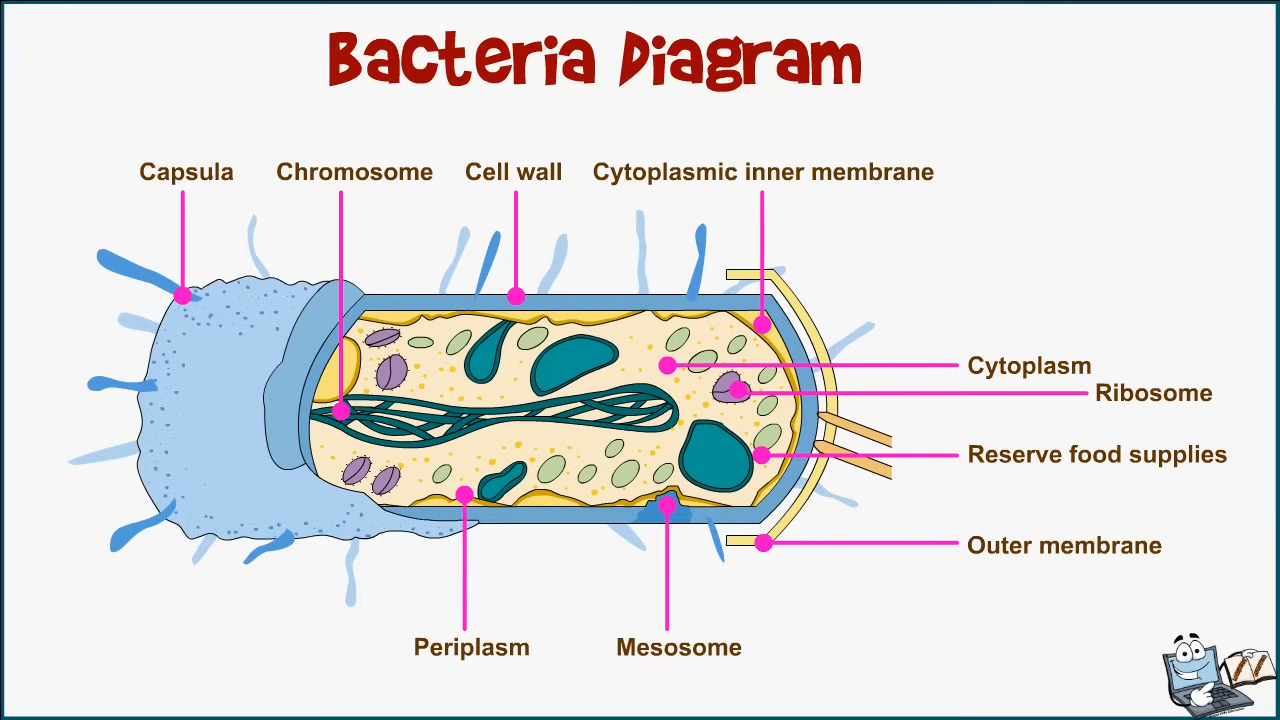 Bacteria Diagram
Capsula
Chromosome
Cell wall
Cytoplasmic inner membrane
Cytoplasm
Ribosome
Reserve food supplies
Outer membrane
Periplasm
Mesosome